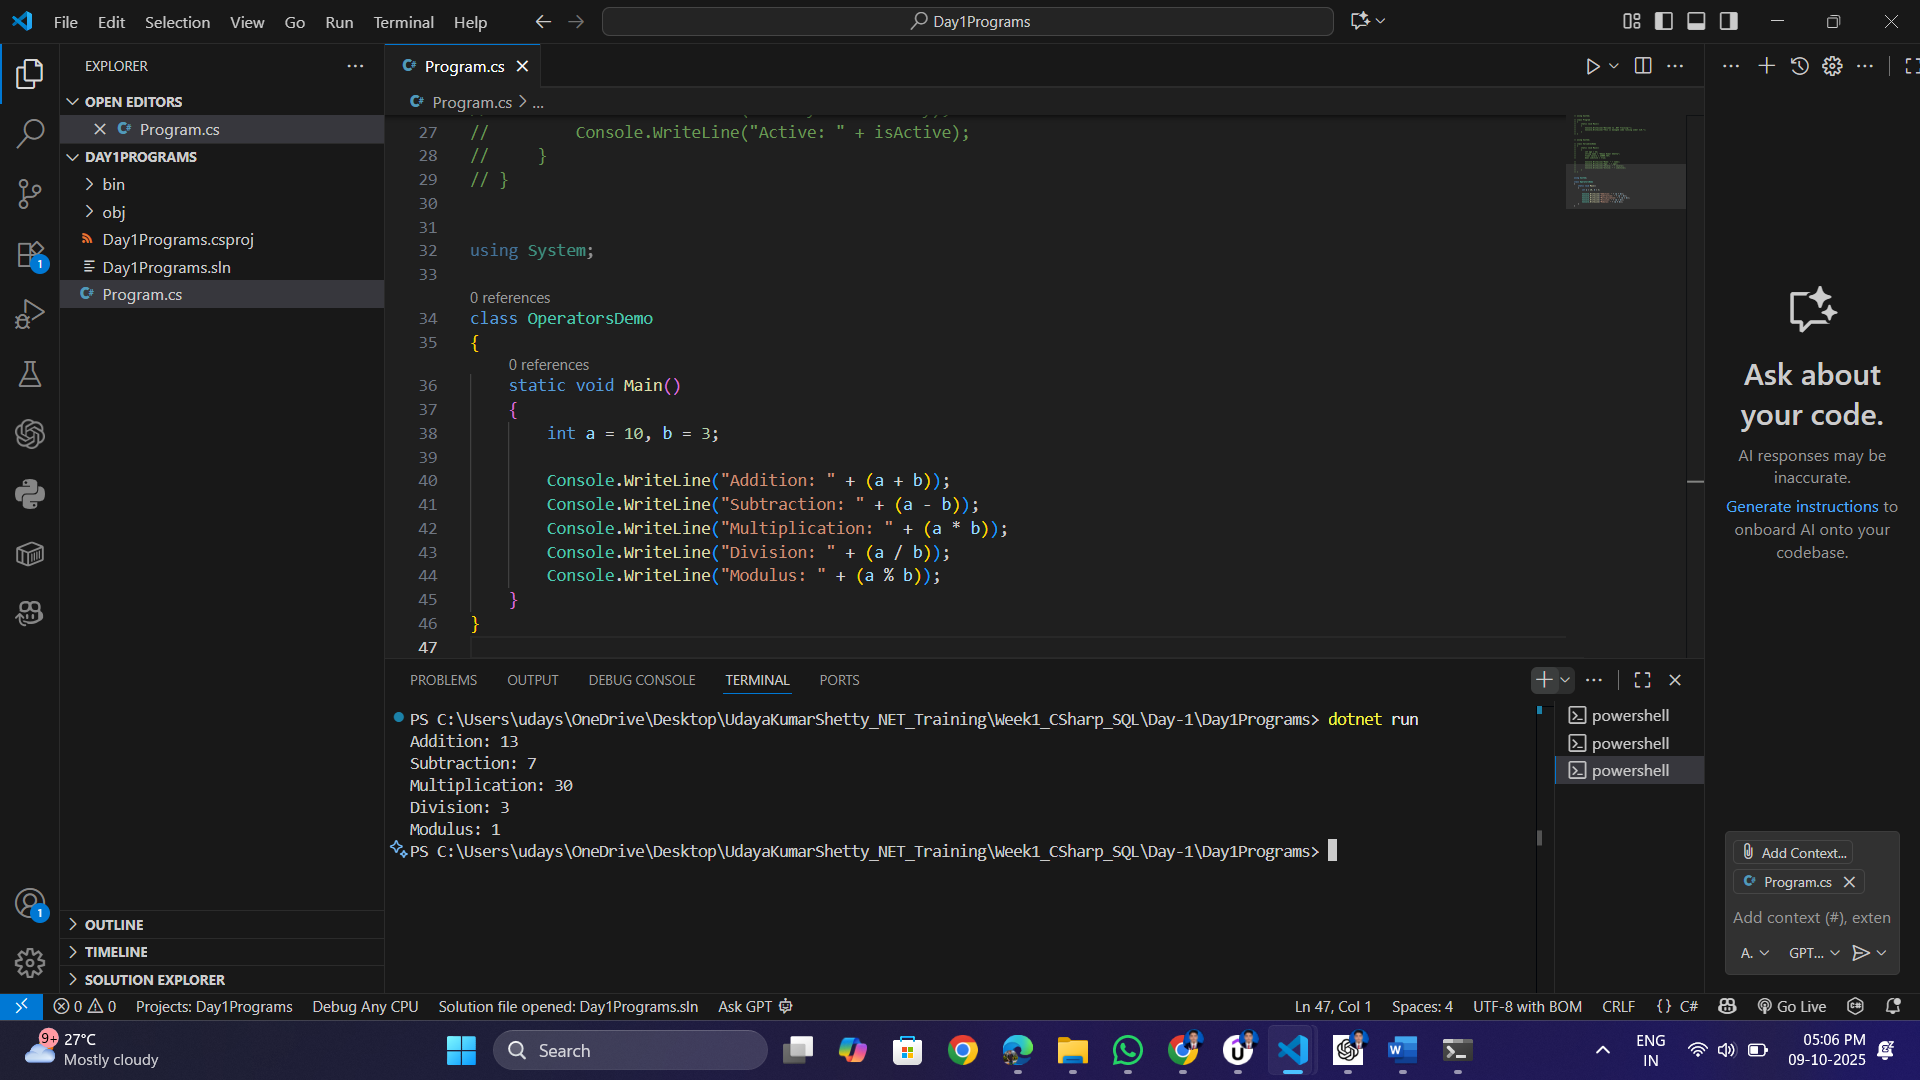 File Edit Selection View Go Run Terminal Help
Day1Programs
EXPLORER
OPEN EDITORS
Program.cs
DAY1PROGRAMS
bin
obj
Day1Programs.csproj
Day1Programs.sln
Program.cs
OUTLINE
TIMELINE
SOLUTION EXPLORER
Program.cs
Program.cs > ...
27 // Console.WriteLine("Active: " + isActive);
28 // }
29 // }
30
31
32 using System;
33
0 references
34 class OperatorsDemo
35 {
0 references
36 static void Main()
37 {
38 int a = 10, b = 3;
39
40 Console.WriteLine("Addition: " + (a + b));
41 Console.WriteLine("Subtraction: " + (a - b));
42 Console.WriteLine("Multiplication: " + (a * b));
43 Console.WriteLine("Division: " + (a / b));
44 Console.WriteLine("Modulus: " + (a % b));
45 }
46 }
47
PROBLEMS OUTPUT DEBUG CONSOLE TERMINAL PORTS
PS C:\Users\udays\OneDrive\Desktop\UdayaKumarShetty_NET_Training\Week1_CSharp_SQL\Day-1\Day1Programs> dotnet run
Addition: 13
Subtraction: 7
Multiplication: 30
Division: 3
Modulus: 1
PS C:\Users\udays\OneDrive\Desktop\UdayaKumarShetty_NET_Training\Week1_CSharp_SQL\Day-1\Day1Programs>
powershell
powershell
powershell
Ask about
your code.
AI responses may be
inaccurate.
Generate instructions to
onboard AI onto your
codebase.
Add Context...
Program.cs
Add context (#), exten
A. GPT...
0 0 Projects: Day1Programs Debug Any CPU Solution file opened: Day1Programs.sln Ask GPT Ln 47, Col 1 Spaces: 4 UTF-8 with BOM CRLF {} C# Go Live
1
1
9+
27°C
Mostly cloudy
Search
ENG
IN
05:06 PM
09-10-2025